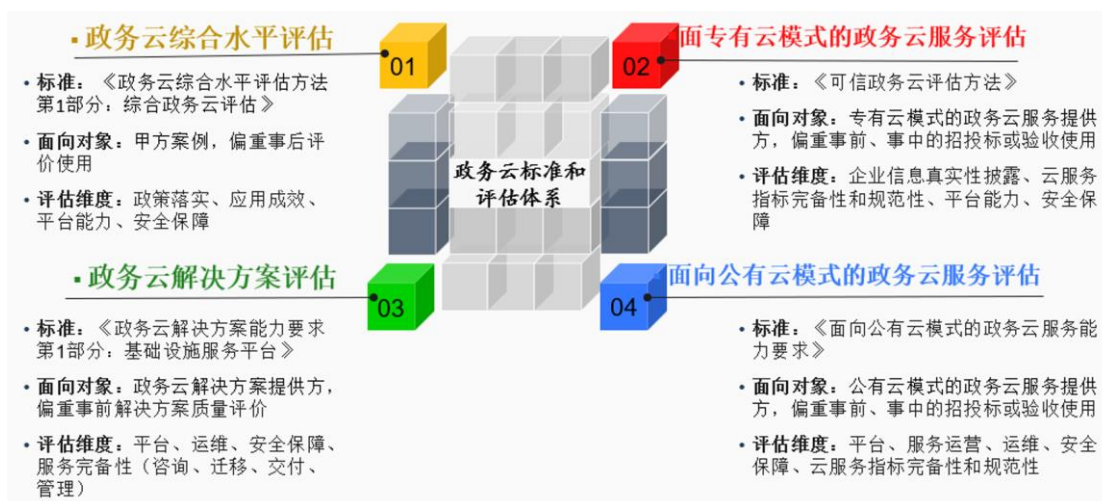 政务云综合水平评估
01
• 标准：《政务云综合水平评估方法
第1部分：综合政务云评估》
• 面向对象：甲方案例，偏重事后评
价使用
• 评估维度：政策落实、应用成效、
平台能力、安全保障
02
面专有云模式的政务云服务评估
• 标准：《可信政务云评估方法》
• 面向对象：专有云模式的政务云服务提供
方，偏重事前、事中的招投标或验收使用
• 评估维度：企业信息真实性披露、云服务
指标完备性和规范性、平台能力、安全保
障
政务云标准和
评估体系
政务云解决方案评估
03
• 标准：《政务云解决方案能力要求
第1部分：基础设施服务平台》
• 面向对象：政务云解决方案提供方，
偏重事前解决方案质量评价
• 评估维度：平台、运维、安全保障、
服务完备性（咨询、迁移、交付、
管理）
04
面向公有云模式的政务云服务评估
• 标准：《面向公有云模式的政务云服务能
力要求》
• 面向对象：公有云模式的政务云服务提供
方，偏重事前、事中的招投标或验收使用
• 评估维度：平台、服务运营、运维、安全
保障、云服务指标完备性和规范性